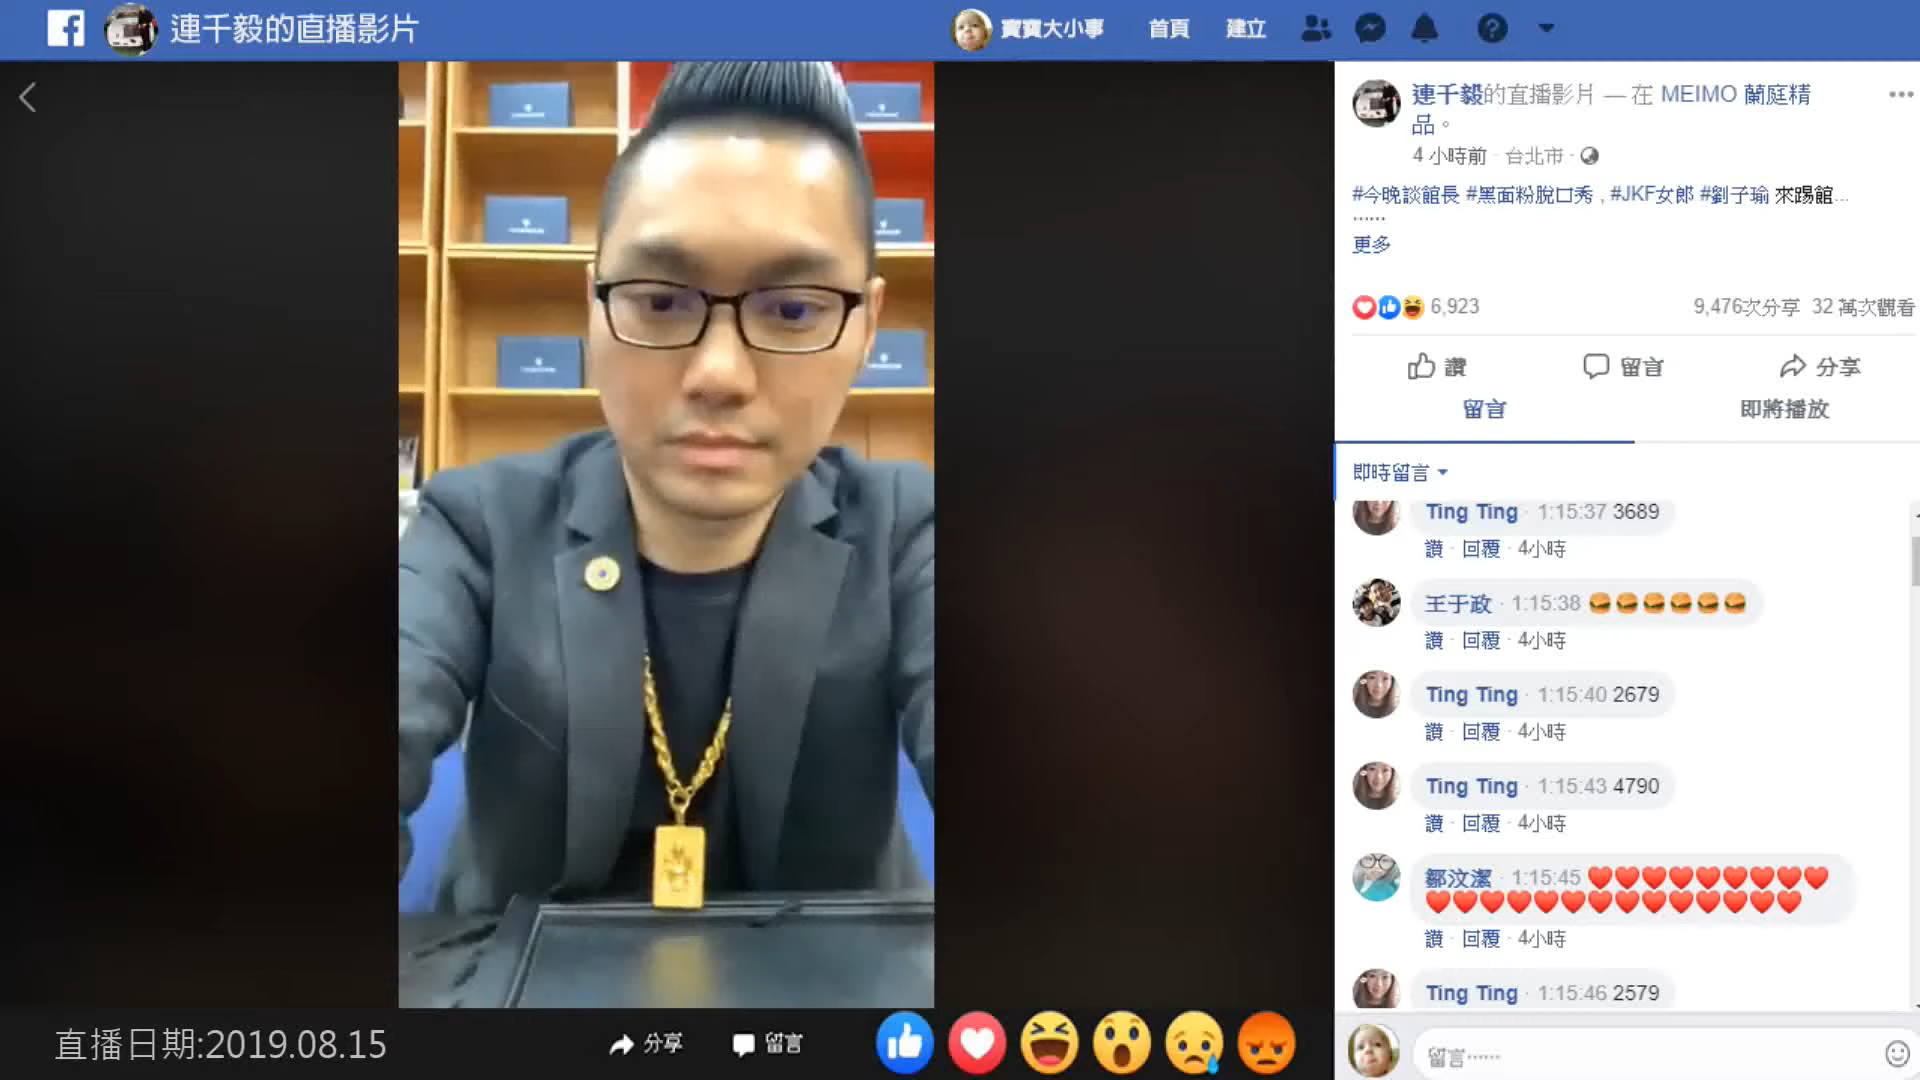 連千毅的直播影片
寶寶大小事 首頁 建立
連千毅的直播影片 — 在 MEIMO 蘭庭精
品。
4 小時前 · 台北市 ·
#今晚談館長 #黑面粉脫口秀 , #JKF女郎 #劉子瑜 來踢館...
......
更多
6,923 9,476次分享 32 萬次觀看
讚 留言 分享
留言 即將播放
即時留言
Ting Ting · 1:15:37 3689
讚 · 回覆 · 4小時
王于政 · 1:15:38 🍔🍔🍔🍔🍔🍔
讚 · 回覆 · 4小時
Ting Ting · 1:15:40 2679
讚 · 回覆 · 4小時
Ting Ting · 1:15:43 4790
讚 · 回覆 · 4小時
鄒汶潔 · 1:15:45 ❤️❤️❤️❤️❤️❤️❤️❤️❤️
❤️❤️❤️❤️❤️❤️❤️❤️❤️❤️❤️❤️❤️❤️
讚 · 回覆 · 4小時
Ting Ting · 1:15:46 2579
留言......
直播日期:2019.08.15
分享 留言